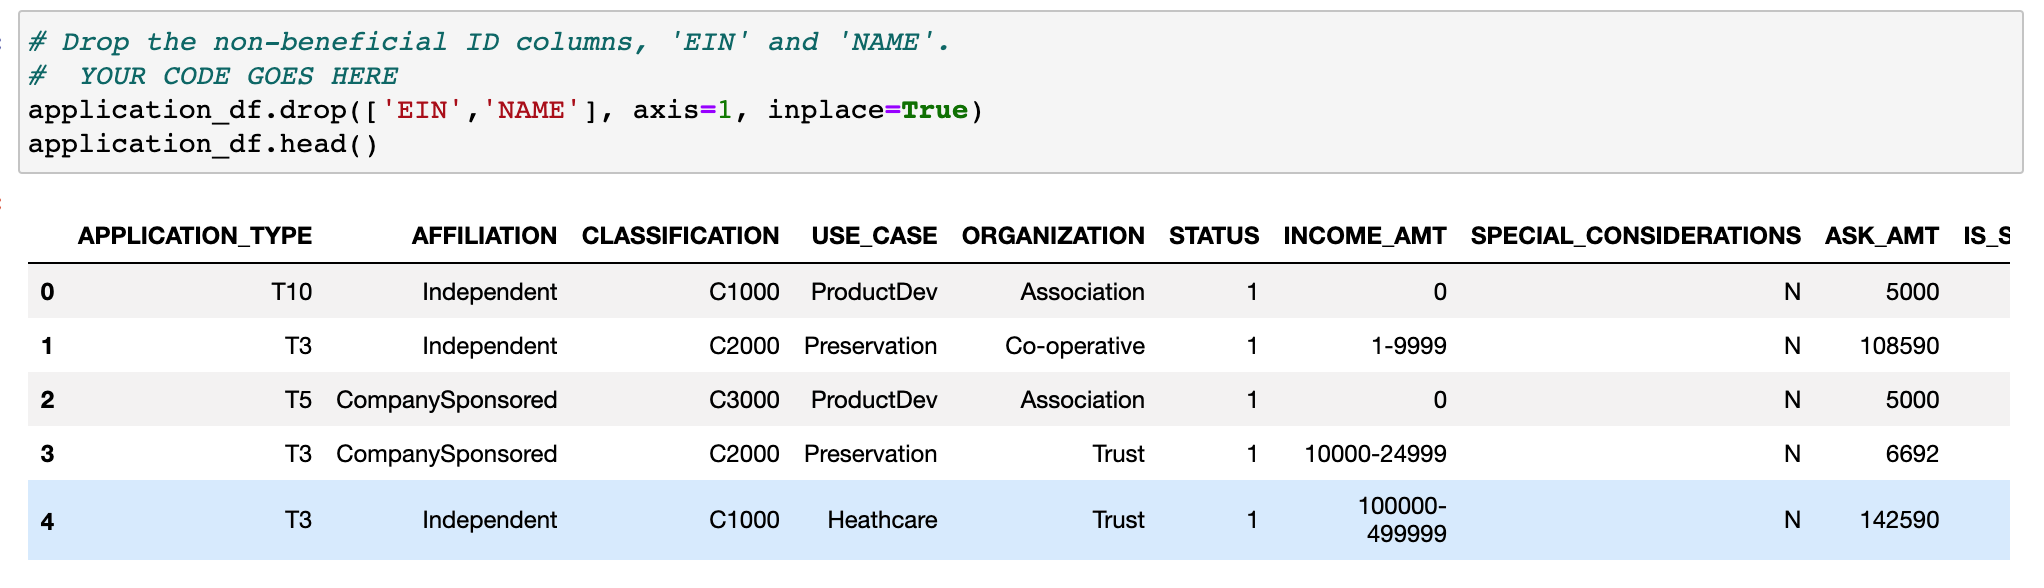 # Drop the non-beneficial ID columns, 'EIN' and 'NAME'.
#  YOUR CODE GOES HERE
application_df.drop(['EIN','NAME'], axis=1, inplace=True)
application_df.head()
APPLICATION_TYPE AFFILIATION CLASSIFICATION USE_CASE ORGANIZATION STATUS INCOME_AMT SPECIAL_CONSIDERATIONS ASK_AMT IS_S
0 T10 Independent C1000 ProductDev Association 1 0 N 5000
1 T3 Independent C2000 Preservation Co-operative 1 1-9999 N 108590
2 T5 CompanySponsored C3000 ProductDev Association 1 0 N 5000
3 T3 CompanySponsored C2000 Preservation Trust 1 10000-24999 N 6692
4 T3 Independent C1000 Heathcare Trust 1 100000-
499999 N 142590